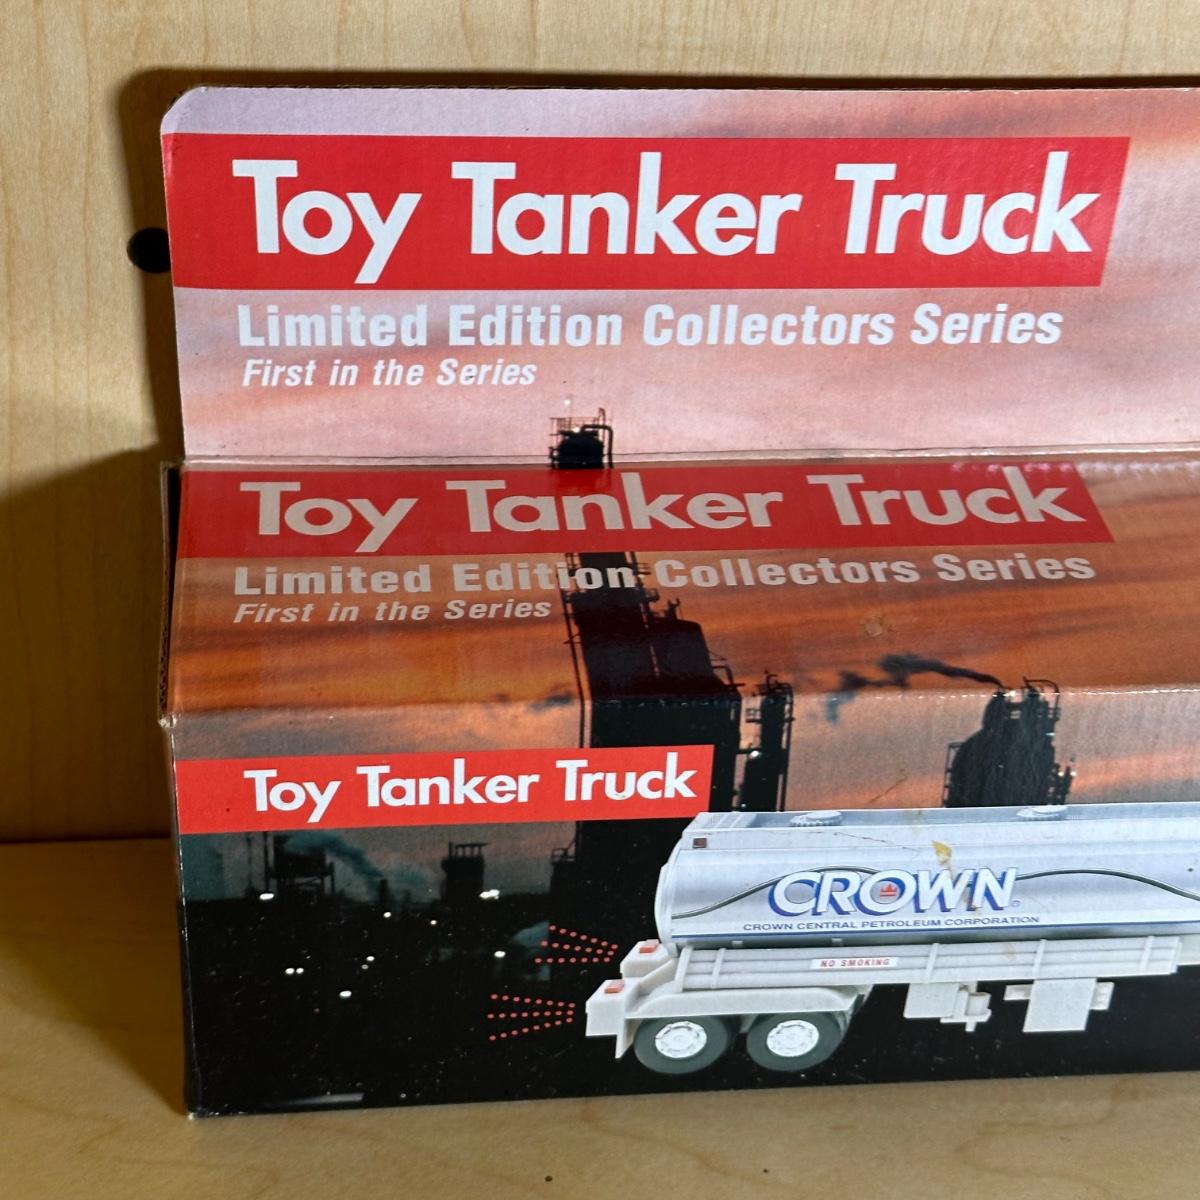 Toy Tanker Truck
Limited Edition Collectors Series
First in the Series
Toy Tanker Truck
Limited Edition Collectors Series
First in the Series
Toy Tanker Truck
CROWN®
CROWN CENTRAL PETROLEUM CORPORATION
NO SMOKING